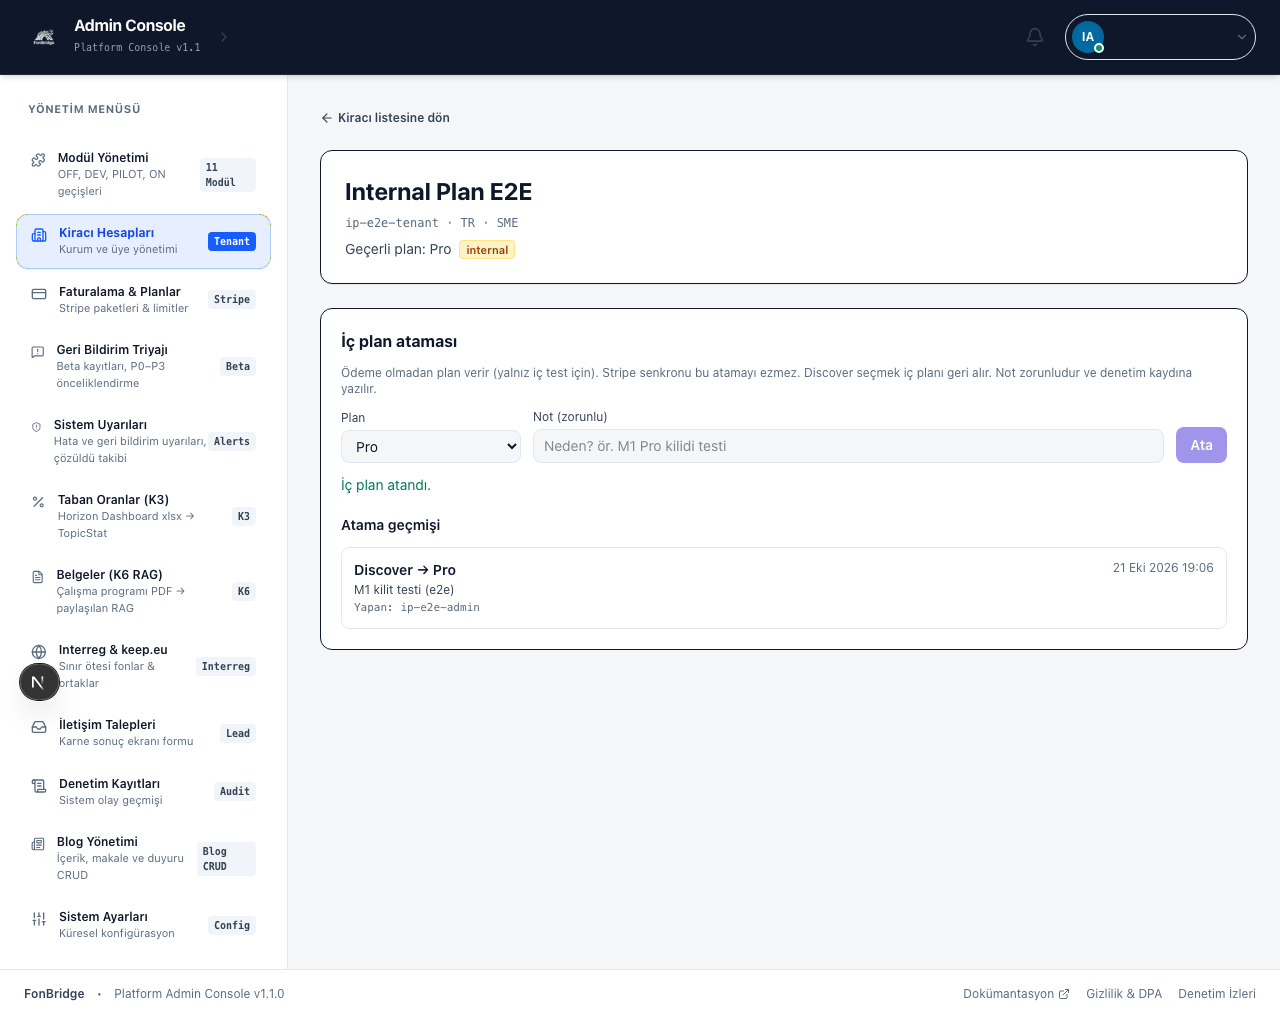 FonBridge
Admin Console
Platform Console v1.1
IA
YÖNETİM MENÜSÜ
Modül Yönetimi
OFF, DEV, PILOT, ON
geçişleri
11
Modül
Kiracı Hesapları
Kurum ve üye yönetimi
Tenant
Faturalama & Planlar
Stripe paketleri & limitler
Stripe
Geri Bildirim Triyajı
Beta kayıtları, P0–P3
önceliklendirme
Beta
Sistem Uyarıları
Hata ve geri bildirim uyarıları,
çözüldü takibi
Alerts
Taban Oranlar (K3)
Horizon Dashboard xlsx →
TopicStat
K3
Belgeler (K6 RAG)
Çalışma programı PDF →
paylaşılan RAG
K6
Interreg & keep.eu
Sınır ötesi fonlar &
ortaklar
Interreg
N
İletişim Talepleri
Karne sonuç ekranı formu
Lead
Denetim Kayıtları
Sistem olay geçmişi
Audit
Blog Yönetimi
İçerik, makale ve duyuru
CRUD
Blog
CRUD
Sistem Ayarları
Küresel konfigürasyon
Config
← Kiracı listesine dön
Internal Plan E2E
ip-e2e-tenant · TR · SME
Geçerli plan: Pro internal
İç plan ataması
Ödeme olmadan plan verir (yalnız iç test için). Stripe senkronu bu atamayı ezmez. Discover seçmek iç planı geri alır. Not zorunludur ve denetim kaydına
yazılır.
Plan
Pro
Not (zorunlu)
Neden? ör. M1 Pro kilidi testi
Ata
İç plan atandı.
Atama geçmişi
Discover → Pro
21 Eki 2026 19:06
M1 kilit testi (e2e)
Yapan: ip-e2e-admin
FonBridge • Platform Admin Console v1.1.0
Dokümantasyon
Gizlilik & DPA
Denetim İzleri